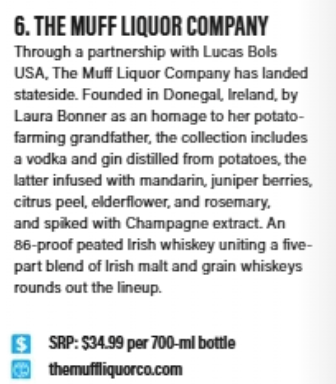 6. THE MUFF LIQUOR COMPANY
Through a partnership with Lucas Bols
USA, The Muff Liquor Company has landed
stateside. Founded in Donegal, Ireland, by
Laura Bonner as an homage to her potato-
farming grandfather, the collection includes
a vodka and gin distilled from potatoes, the
latter infused with mandarin, juniper berries,
citrus peel, elderflower, and rosemary,
and spiked with Champagne extract. An
86-proof peated Irish whiskey uniting a five-
part blend of Irish malt and grain whiskeys
rounds out the lineup.
$ SRP: $34.99 per 700-ml bottle
themuffliquorco.com